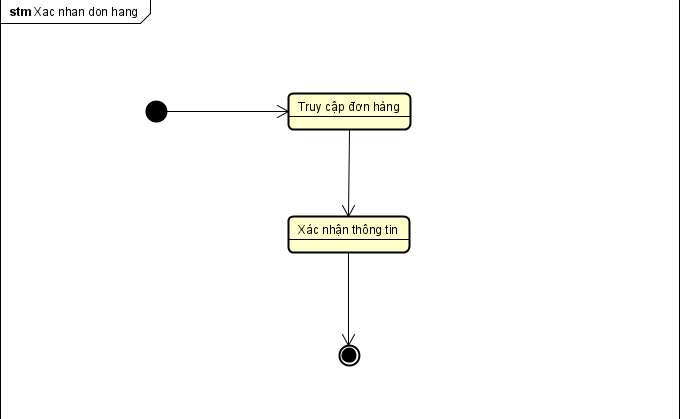 stm Xac nhan don hang
Truy cập đơn hàng
Xác nhận thông tin